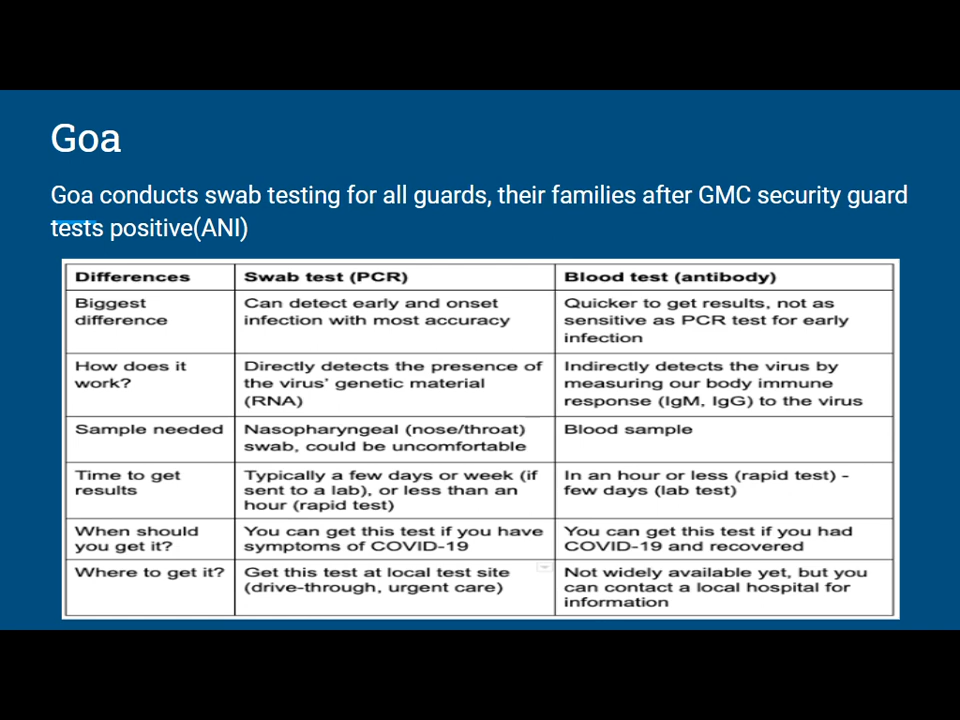 Goa
Goa conducts swab testing for all guards, their families after GMC security guard
tests positive(ANI)
Differences
Swab test (PCR)
Blood test (antibody)
Biggest
difference
Can detect early and onset
infection with most accuracy
Quicker to get results, not as
sensitive as PCR test for early
infection
How does it
work?
Directly detects the presence of
the virus' genetic material
(RNA)
Indirectly detects the virus by
measuring our body immune
response (IgM, IgG) to the virus
Sample needed
Nasopharyngeal (nose/throat)
swab, could be uncomfortable
Blood sample
Time to get
results
Typically a few days or week (if
sent to a lab), or less than an
hour (rapid test)
In an hour or less (rapid test) -
few days (lab test)
When should
you get it?
You can get this test if you have
symptoms of COVID-19
You can get this test if you had
COVID-19 and recovered
Where to get it?
Get this test at local test site
(drive-through, urgent care)
Not widely available yet, but you
can contact a local hospital for
information